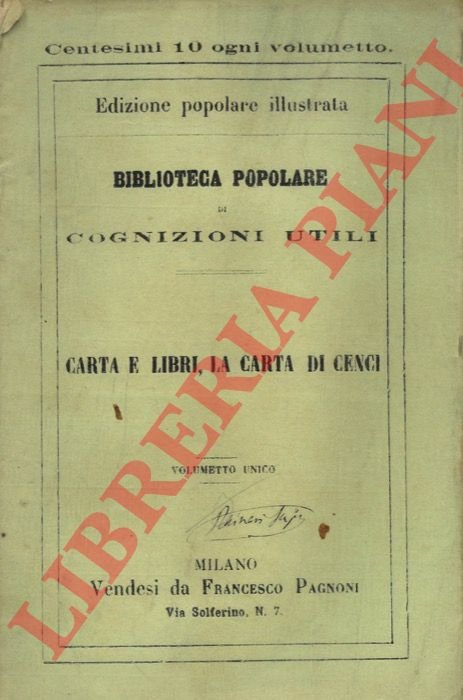 Centesimi 10 ogni volumetto.
Edizione popolare illustrata
BIBLIOTECA POPOLARE
DI
COGNIZIONI UTILI
CARTA E LIBRI, LA CARTA DI CENCI
VOLUMETTO UNICO
MILANO
Vendesi da FRANCESCO PAGNONI
Via Solferino, N. 7.
LIBRERIA PIANI